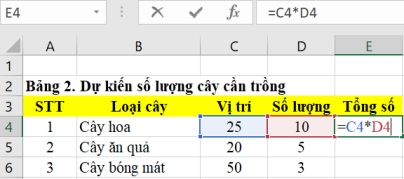 E4 fx =C4*D4
A B C D E
1
2 Bảng 2. Dự kiến số lượng cây cần trồng
3 STT Loại cây Vị trí Số lượng Tổng số
4 1 Cây hoa 25 10 =C4*D4
5 2 Cây ăn quả 20 5
6 3 Cây bóng mát 50 3